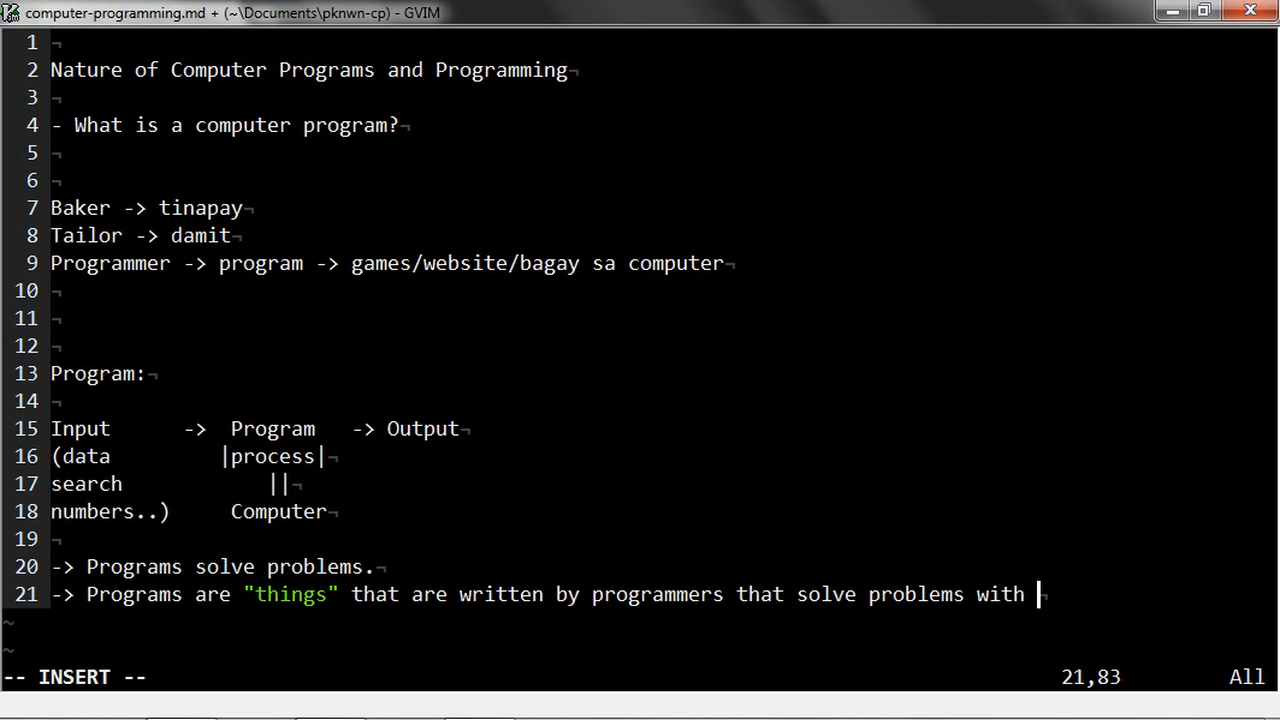 computer-programming.md + (~\Documents\pknwn-cp) - GVIM
1 ¬
2 Nature of Computer Programs and Programming¬
3 ¬
4 - What is a computer program?¬
5 ¬
6 ¬
7 Baker -> tinapay¬
8 Tailor -> damit¬
9 Programmer -> program -> games/website/bagay sa computer¬
10 ¬
11 ¬
12 ¬
13 Program:¬
14 ¬
15 Input      ->  Program   -> Output¬
16 (data         |process|¬
17 search            ||¬
18 numbers..)     Computer¬
19 ¬
20 -> Programs solve problems.¬
21 -> Programs are "things" that are written by programmers that solve problems with ¬
~
~
-- INSERT -- 21,83 All